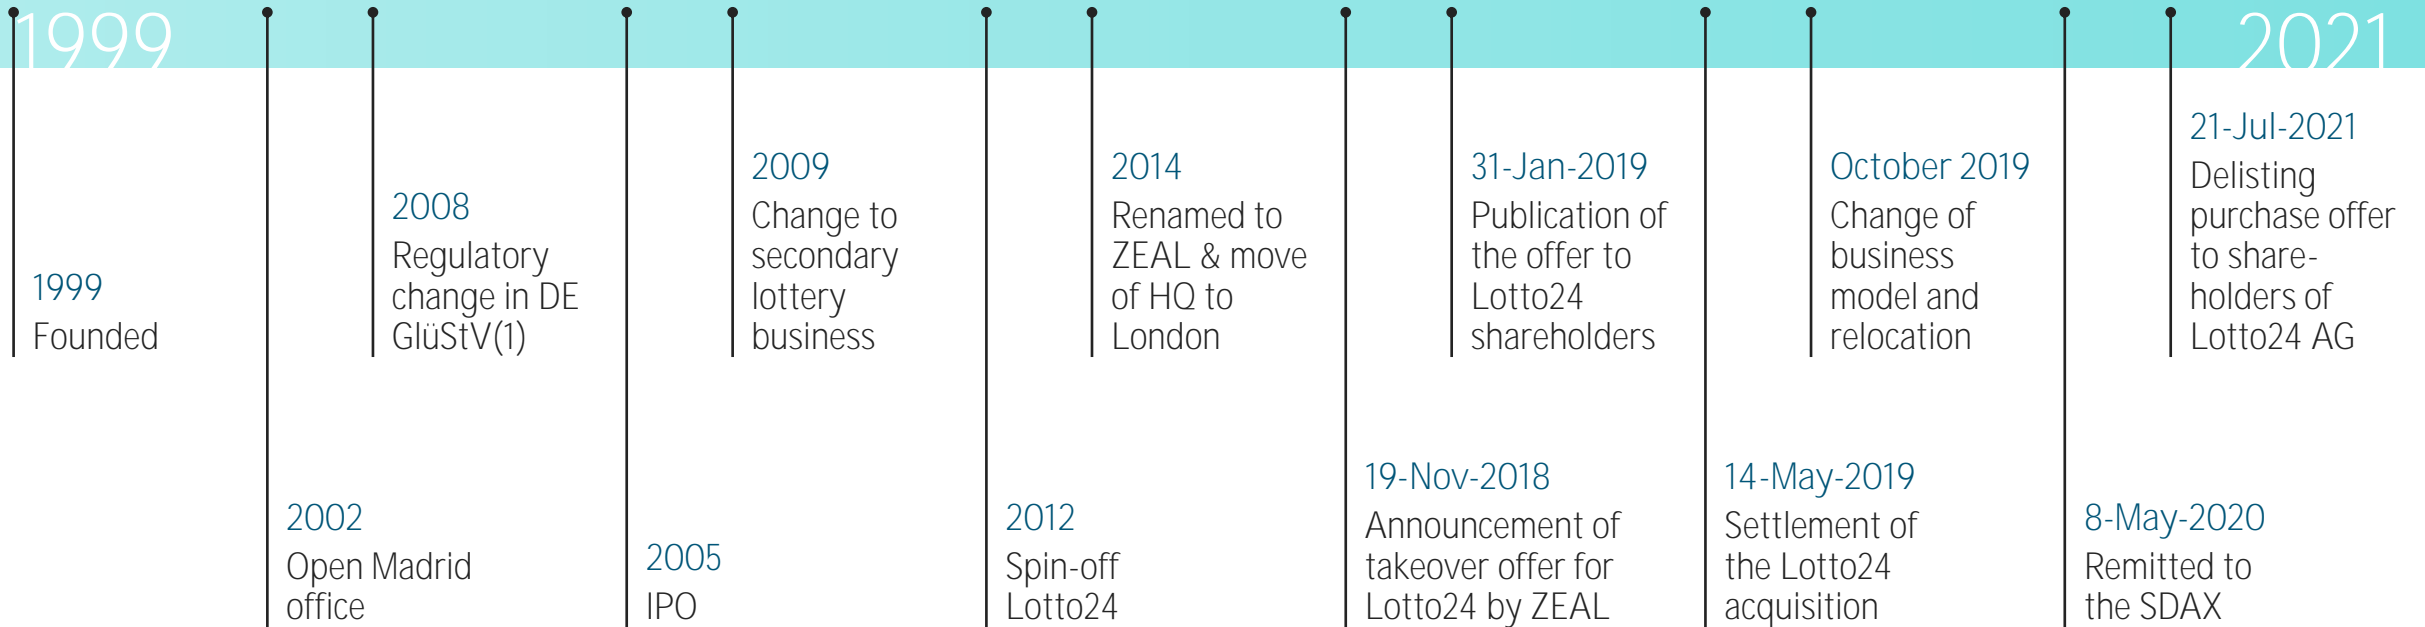 1999
2021
1999
Founded
2002
Open Madrid
office
2008
Regulatory
change in DE
GlüStV(1)
2005
IPO
2009
Change to
secondary
lottery
business
2012
Spin-off
Lotto24
2014
Renamed to
ZEAL & move
of HQ to
London
19-Nov-2018
Announcement of
takeover offer for
Lotto24 by ZEAL
31-Jan-2019
Publication of
the offer to
Lotto24
shareholders
14-May-2019
Settlement of
the Lotto24
acquisition
October 2019
Change of
business
model and
relocation
8-May-2020
Remitted to
the SDAX
21-Jul-2021
Delisting
purchase offer
to share-
holders of
Lotto24 AG